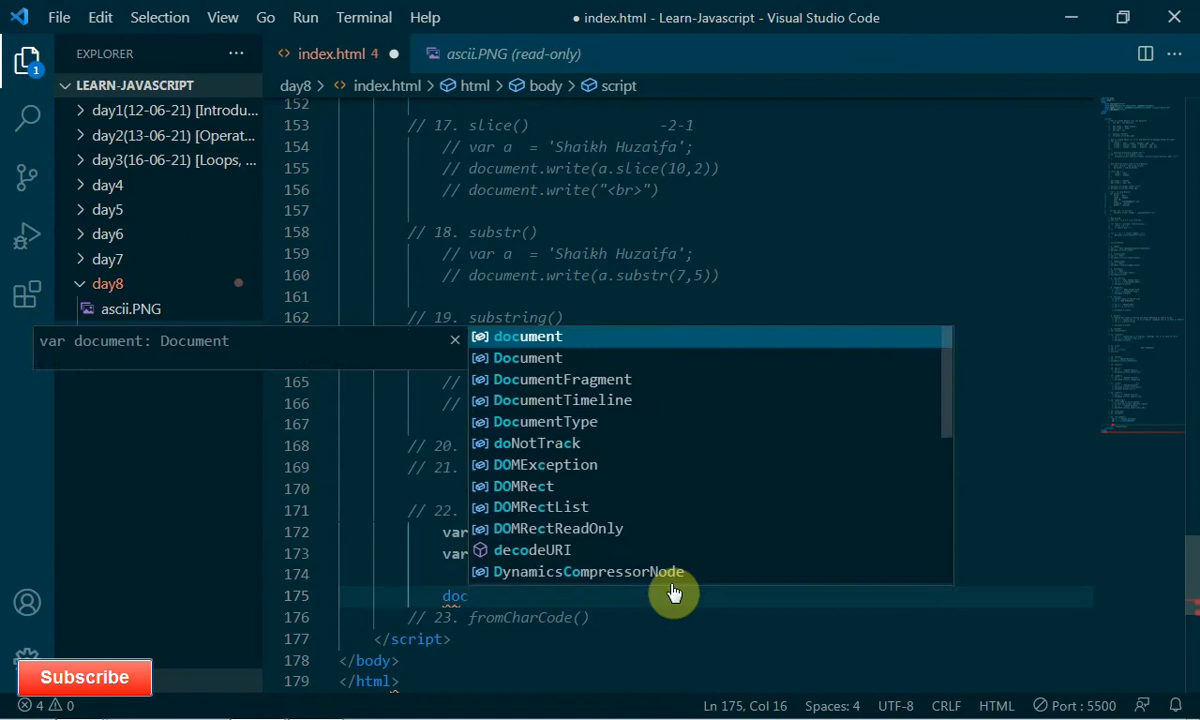 File Edit Selection View Go Run Terminal Help
● index.html - Learn-Javascript - Visual Studio Code
EXPLORER
index.html 4
ascii.PNG (read-only)
LEARN-JAVASCRIPT
day8 > index.html > html > body > script
day1(12-06-21) [Introdu...
day2(13-06-21) [Operat...
day3(16-06-21) [Loops, ...
day4
day5
day6
day7
day8
ascii.PNG
1
152
153 // 17. slice() -2-1
154 // var a = 'Shaikh Huzaifa';
155 // document.write(a.slice(10,2))
156 // document.write("<br>")
157
158 // 18. substr()
159 // var a = 'Shaikh Huzaifa';
160 // document.write(a.substr(7,5))
161
162 // 19. substring()
var document: Document
document
Document
DocumentFragment
DocumentTimeline
DocumentType
doNotTrack
DOMException
DOMRect
DOMRectList
DOMRectReadOnly
decodeURI
DynamicsCompressorNode
165 //
166 //
167
168 // 20.
169 // 21.
170
171 // 22.
172 var
173 var
174
175 doc
176 // 23. fromCharCode()
177 </script>
178 </body>
179 </html>
Subscribe
4 0
Ln 175, Col 16 Spaces: 4 UTF-8 CRLF HTML Port : 5500